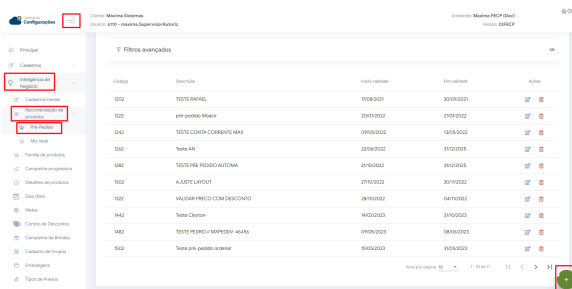 Central de
Configurações
Cliente: Máxima Sistemas
Usuário: 6110 - maxima.SupervisorAutoriz
Ambiente: Maxima FECP (Dev)
Versão: 23FECP
Principal
Cadastros
Inteligência de
Negócio
Cadastros Gerais
Recomendação de
produtos
Pré-Pedido
Mix Ideal
Família de produtos
Campanha progressiva
Detalhes de produtos
Dias Úteis
Metas
Combo de Descontos
Campanha de Brindes
Cadastro de Grupos
Embalagens
Tipos de Anexos
Filtros avançados
Código Descrição Início validade Fim validade Ações
1202 TESTE RAFAEL 17/08/2021 30/09/2021
1222 pré-pedido Moacir 20/01/2022 21/01/2022
1242 TESTE CONTA CORRENTE MAX 09/05/2022 13/05/2022
1262 Teste AN 22/06/2022 31/12/2025
1282 TESTE PRE PEDIDO AUTOMA 21/10/2022 31/12/2025
1302 AJUSTE LAYOUT 27/10/2022 30/11/2022
1322 VALIDAR PRECO COM DESCONTO 28/10/2022 04/11/2022
1442 Teste Cleyton 14/02/2023 31/10/2023
1482 TESTE PEDRO // MXPEDDV-46456 09/05/2023 08/06/2023
1502 Teste pré-pedido ordenar 15/05/2023 31/05/2023
Itens por página 10 1 - 10 de 17